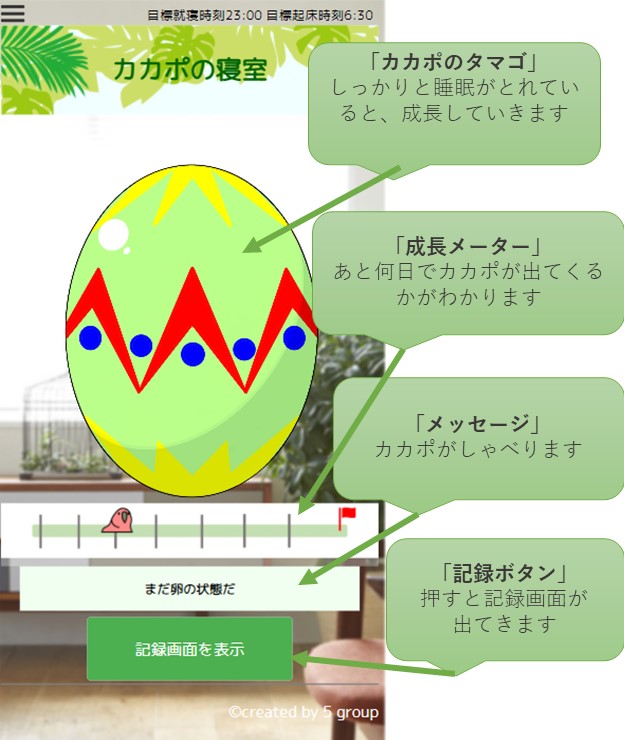 目標就寝時刻23:00 目標起床時刻6:30
カカポの寝室
「カカポのタマゴ」
しっかりと睡眠がとれてい
ると、成長していきます
「成長メーター」
あと何日でカカポが出てくる
かがわかります
「メッセージ」
カカポがしゃべります
まだ卵の状態だ
「記録ボタン」
押すと記録画面が
出てきます
記録画面を表示
©created by 5 group